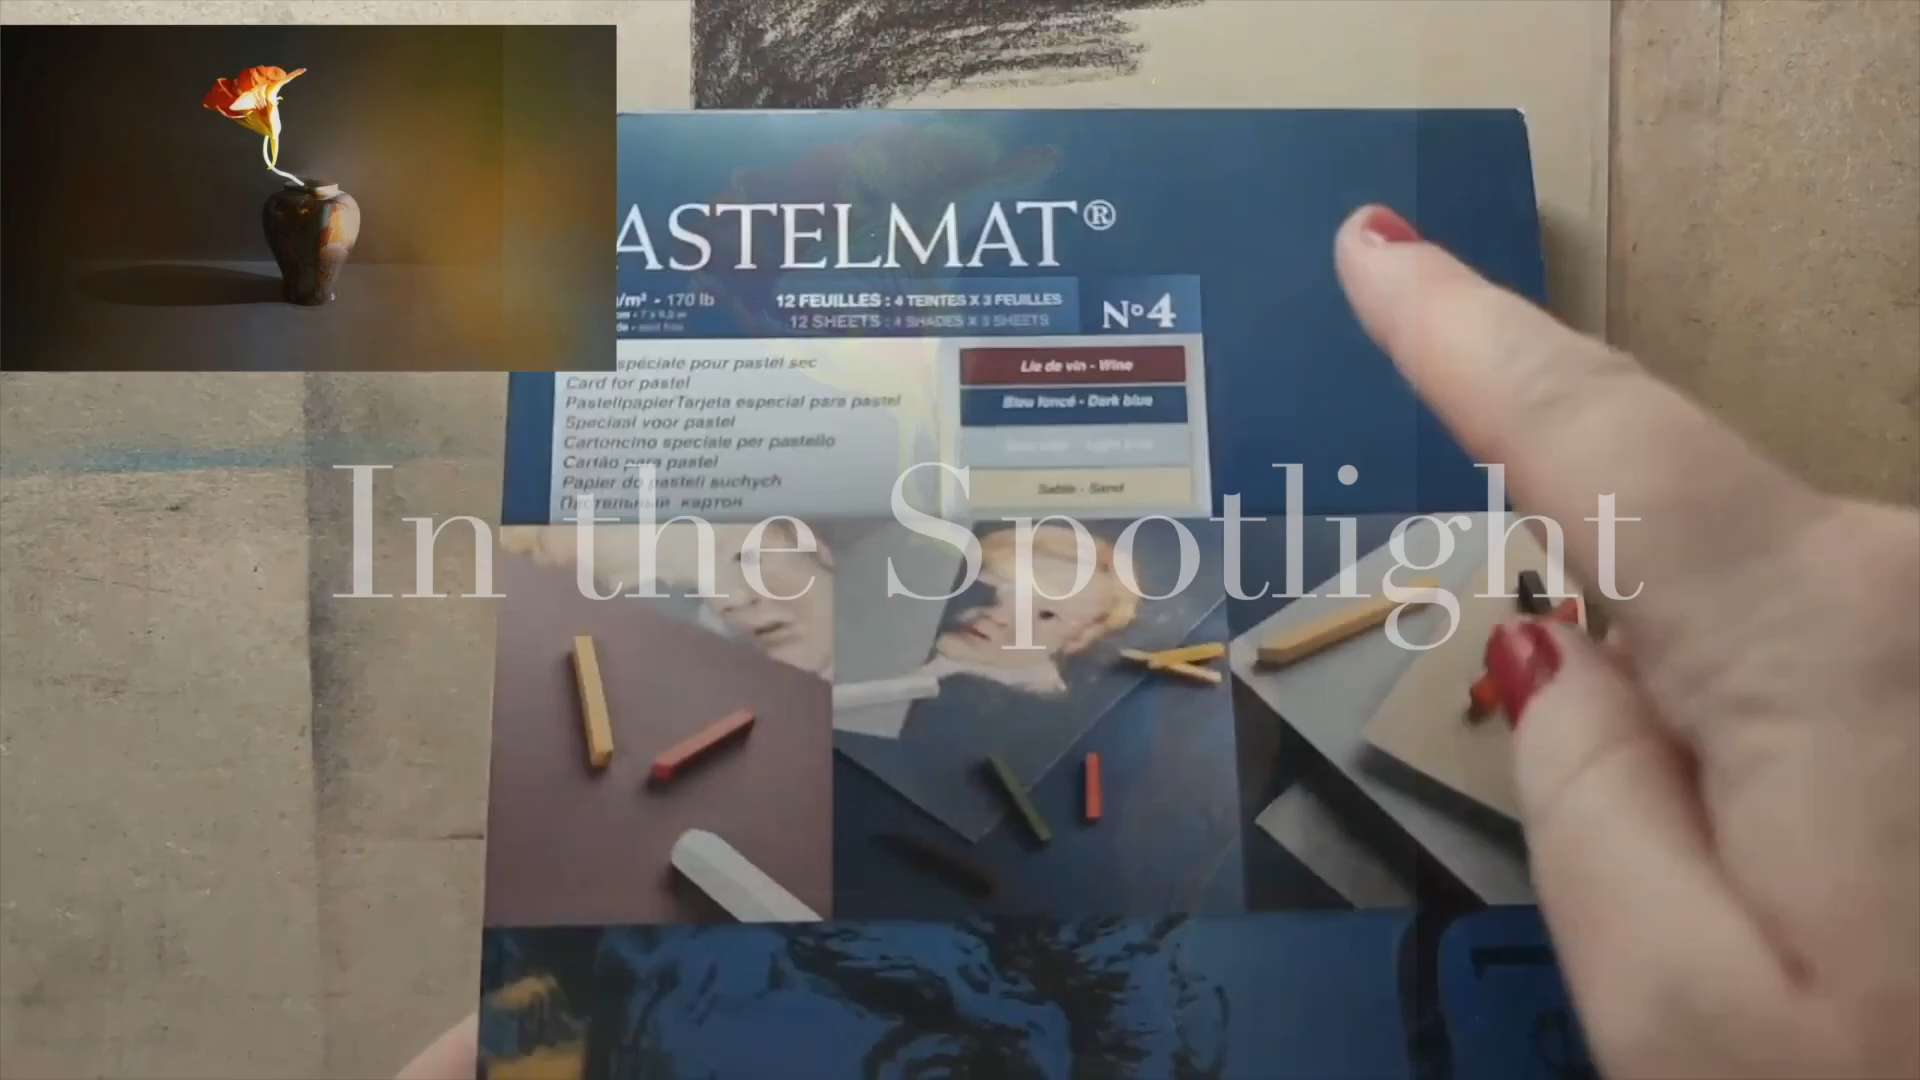 ASTELMAT®
/m² - 170 lb
12 FEUILLES : 4 TEINTES X 3 FEUILLES
12 SHEETS : 4 SHADES X 3 SHEETS
N°4
spéciale pour pastel sec
Card for pastel
Pastellpapier Tarjeta especial para pastel
Speciaal voor pastel
Cartoncino speciale per pastello
Cartão para pastel
Papier do pasteli suchych
Пастельный картон
Lie de vin - Wine
Bleu foncé - Dark blue
Sable - Sand
In the Spotlight